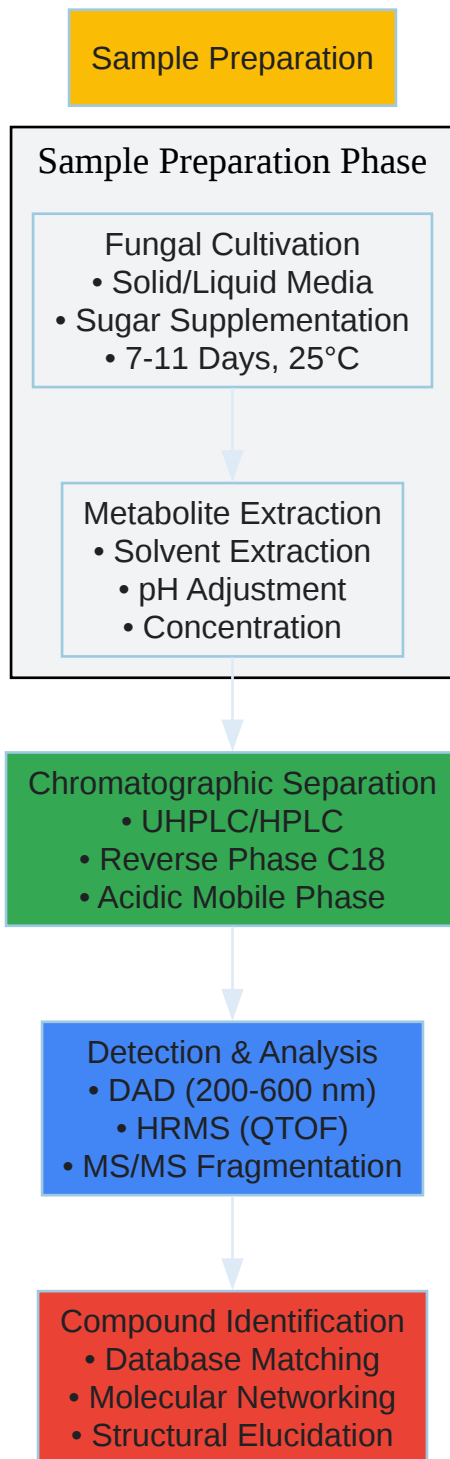 Sample Preparation
Sample Preparation Phase
Fungal Cultivation
• Solid/Liquid Media
• Sugar Supplementation
• 7-11 Days, 25°C
Metabolite Extraction
• Solvent Extraction
• pH Adjustment
• Concentration
Chromatographic Separation
• UHPLC/HPLC
• Reverse Phase C18
• Acidic Mobile Phase
Detection & Analysis
• DAD (200-600 nm)
• HRMS (QTOF)
• MS/MS Fragmentation
Compound Identification
• Database Matching
• Molecular Networking
• Structural Elucidation